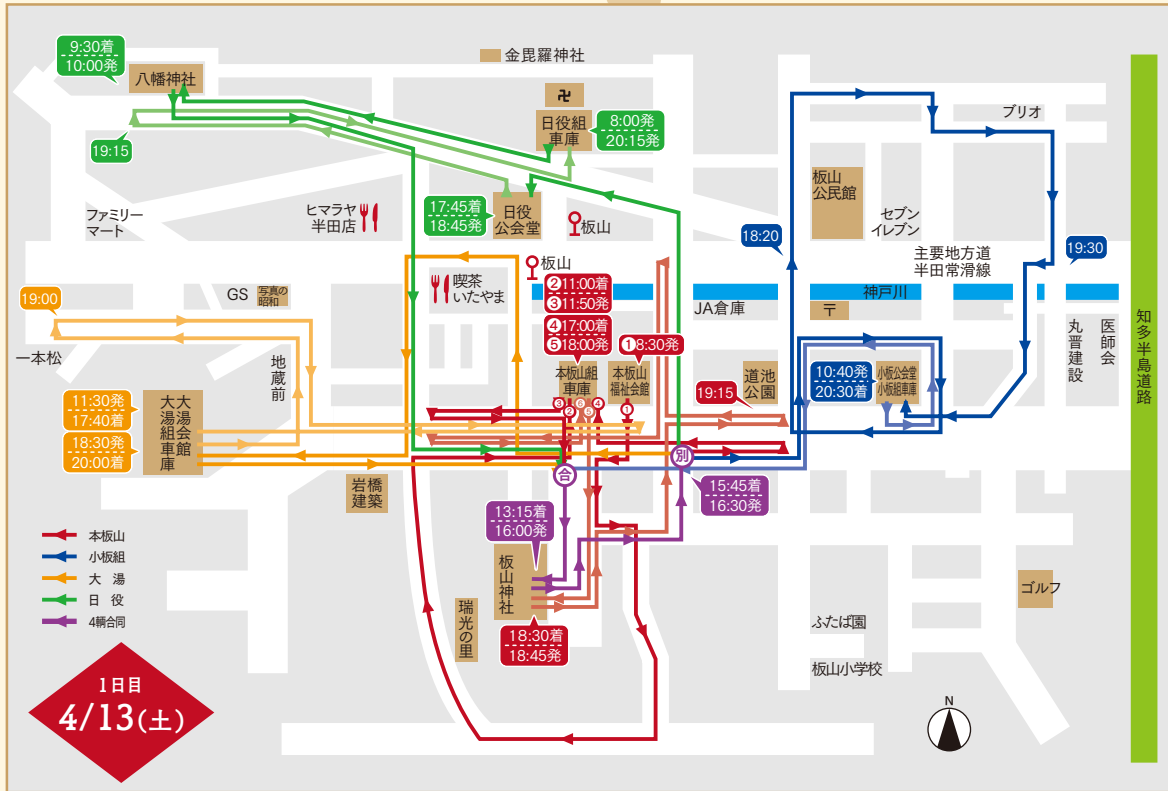 9:30着
10:00発
八幡神社
金毘羅神社
卍
日役組
車庫
8:00発
20:15発
ブリオ
19:15
17:45着
18:45発
日役
公会堂
板山
板山
公民館
ファミリー
マート
ヒマラヤ
半田店
セブン
イレブン
18:20
主要地方道
半田常滑線
19:30
板山
喫茶
いたやま
❷11:00着
❸11:50発
❹17:00着
❺18:00発
❶8:30発
神戸川
〒
JA倉庫
GS
写真の
昭和
19:00
一本松
地蔵前
本板山組
車庫
本板山
福祉会館
道池
公園
19:15
10:40発
20:30着
小板公会堂
小板組車庫
丸晋建設
医師会
知多半島道路
11:30発
17:40着
18:30発
20:00着
大湯会館
大湯組車庫
③
②
⑥
⑤
④
①
合
別
岩橋
建築
13:15着
16:00発
15:45着
16:30発
板山神社
18:30着
18:45発
瑞光の里
ゴルフ
ふたば園
板山小学校
本板山
小板組
大湯
日役
4輌合同
1日目
4/13(土)
N